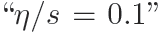 “η/s = 0.1”